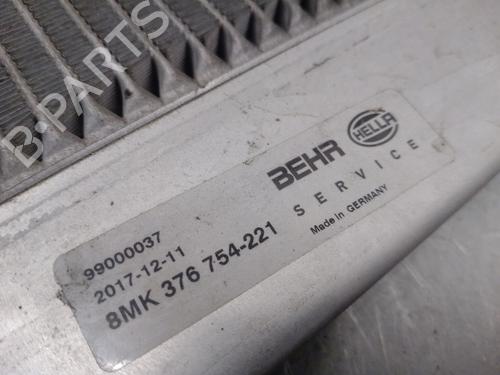 B-PARTS
BEHR
HELLA
SERVICE
Made in GERMANY
99000037
2017-12-11
8MK 376 754-221